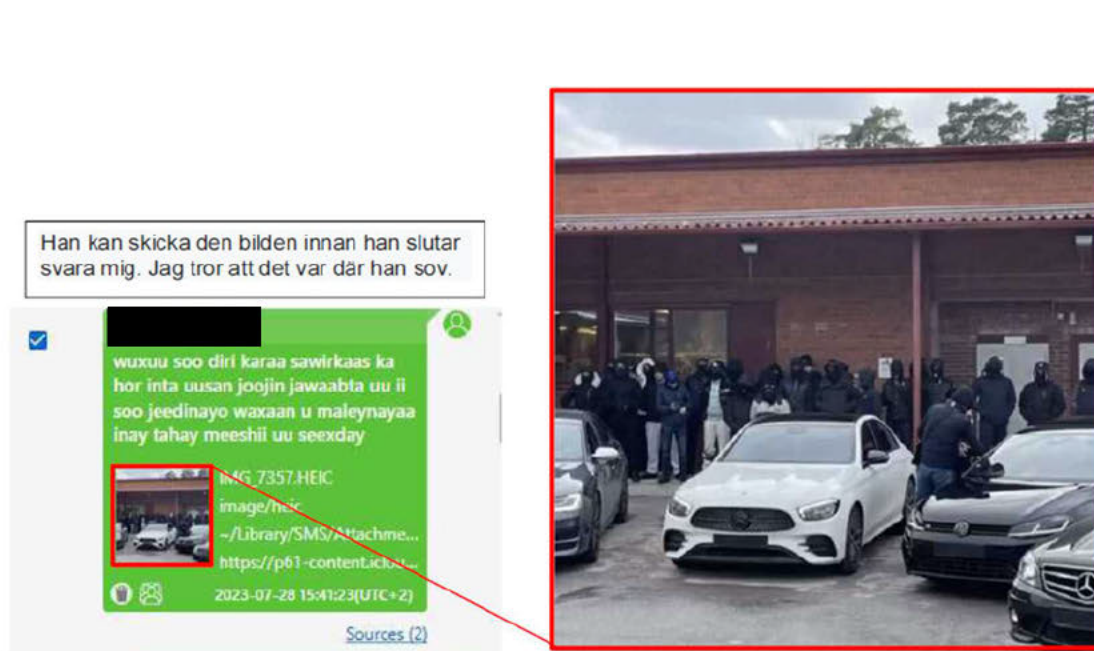 Han kan skicka den bilden innan han slutar
svara mig. Jag tror att det var där han sov.
wuxuu soo diri karaa sawirkaas ka
hor inta uusan joojin jawaabta uu ii
soo jeedinayo waxaan u maleynayaa
inay tahay meeshii uu seexday
IMG_7357.HEIC
image/heic
~/Library/SMS/Attachme...
https://p61-content.iclou...
2023-07-28 15:41:23(UTC+2)
Sources (2)